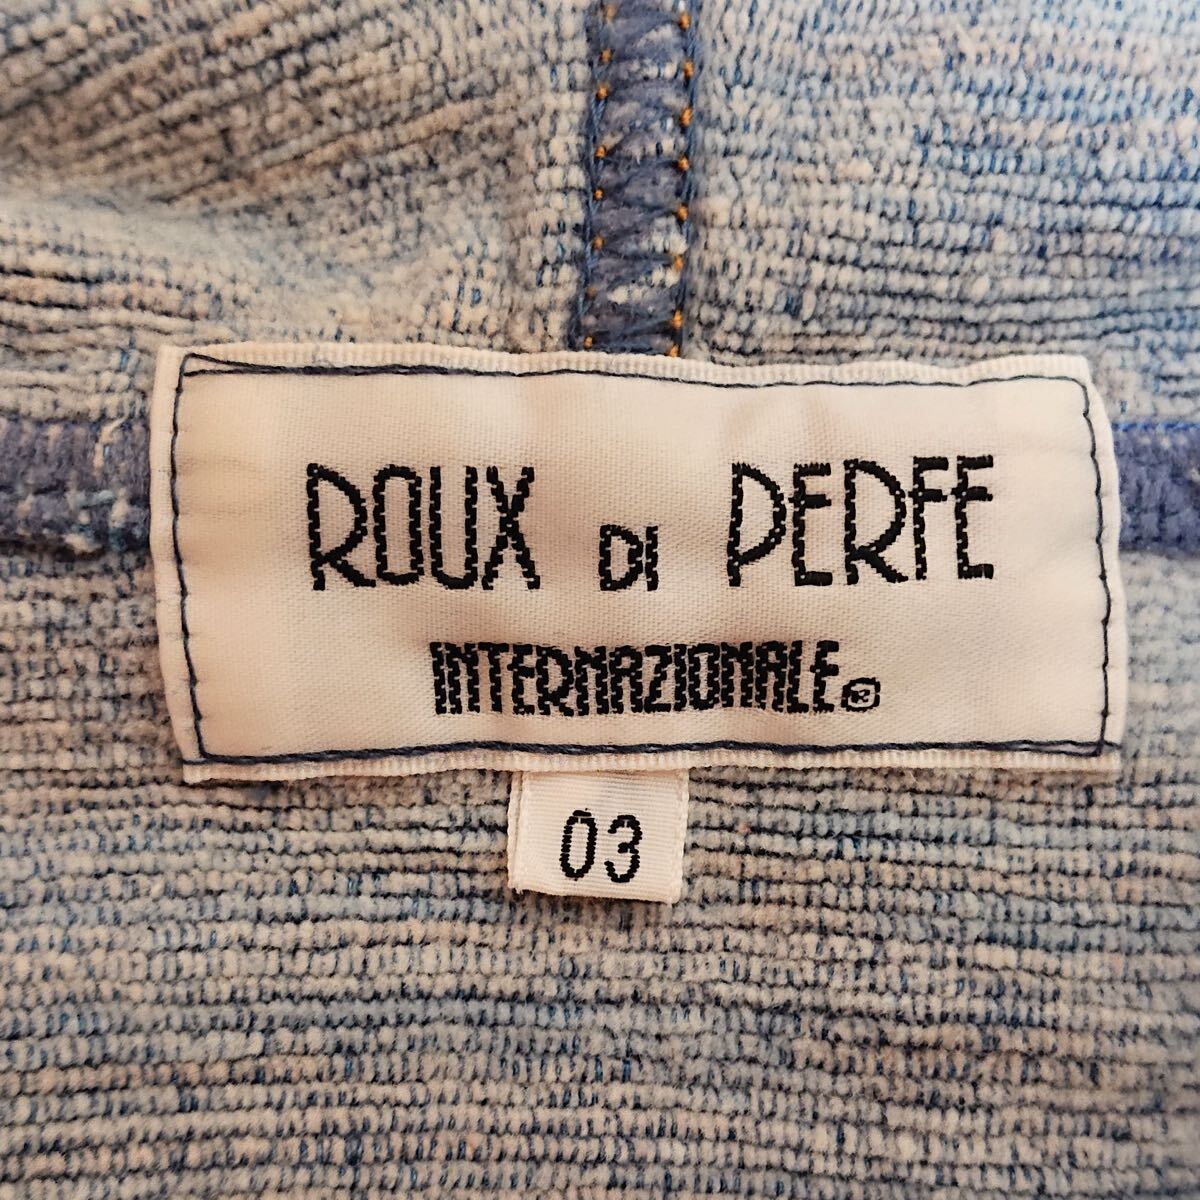 ROUX DI PERFE
INTERNAZIONALE
03